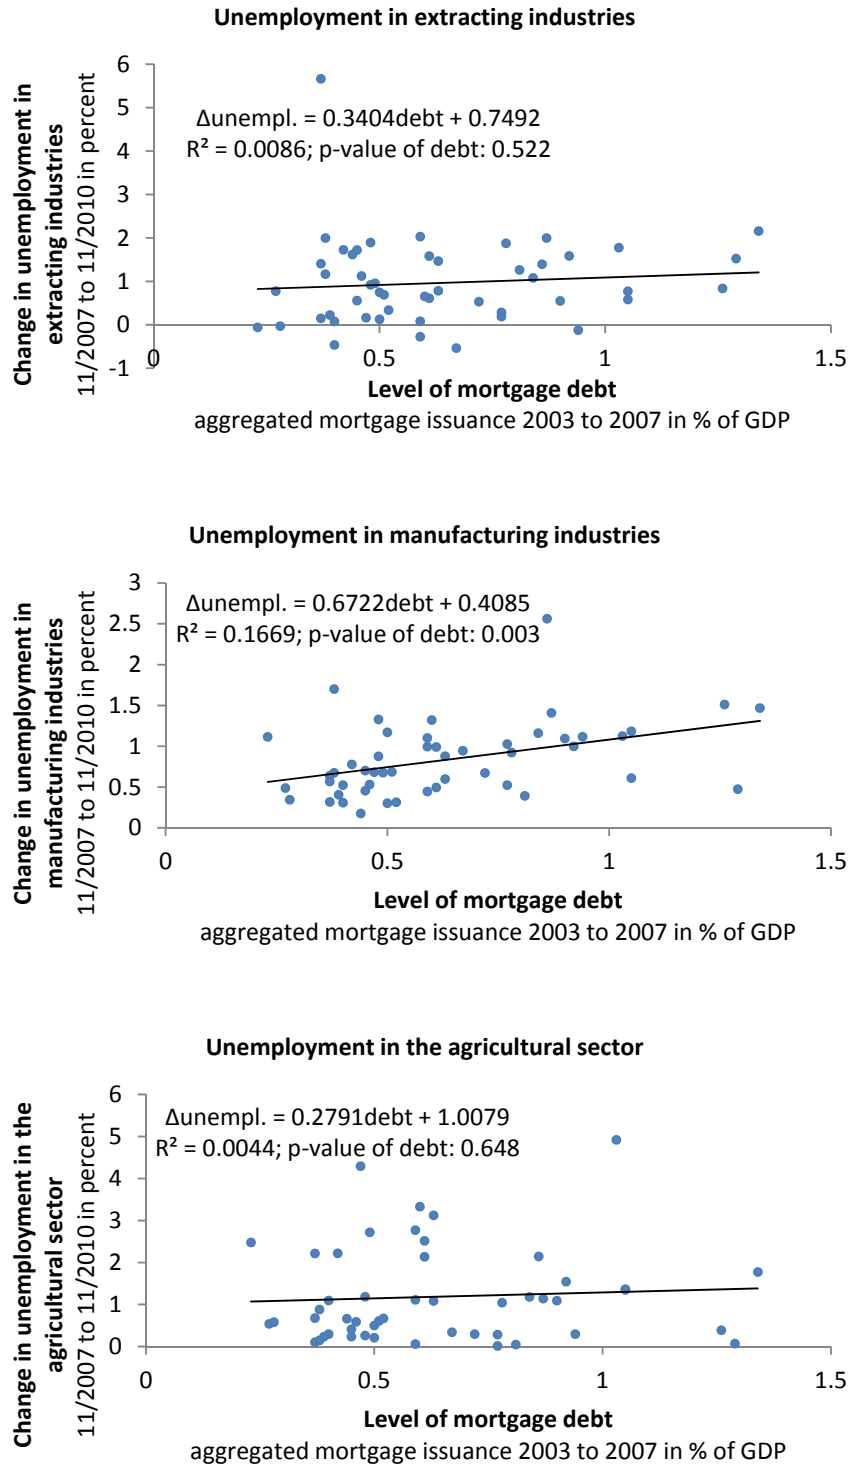 Unemployment in extracting industries
Change in unemployment in
extracting industries
11/2007 to 11/2010 in percent
6
5
4
3
2
1
0
-1
Δunempl. = 0.3404debt + 0.7492
R² = 0.0086; p-value of debt: 0.522
0
0.5
1
1.5
Level of mortgage debt
aggregated mortgage issuance 2003 to 2007 in % of GDP
Unemployment in manufacturing industries
Change in unemployment in
manufacturing industries
11/2007 to 11/2010 in percent
3
2.5
2
1.5
1
0.5
0
Δunempl. = 0.6722debt + 0.4085
R² = 0.1669; p-value of debt: 0.003
0
0.5
1
1.5
Level of mortgage debt
aggregated mortgage issuance 2003 to 2007 in % of GDP
Unemployment in the agricultural sector
Change in unemployment in the
agricultural sector
11/2007 to 11/2010 in percent
6
5
4
3
2
1
0
Δunempl. = 0.2791debt + 1.0079
R² = 0.0044; p-value of debt: 0.648
0
0.5
1
1.5
Level of mortgage debt
aggregated mortgage issuance 2003 to 2007 in % of GDP